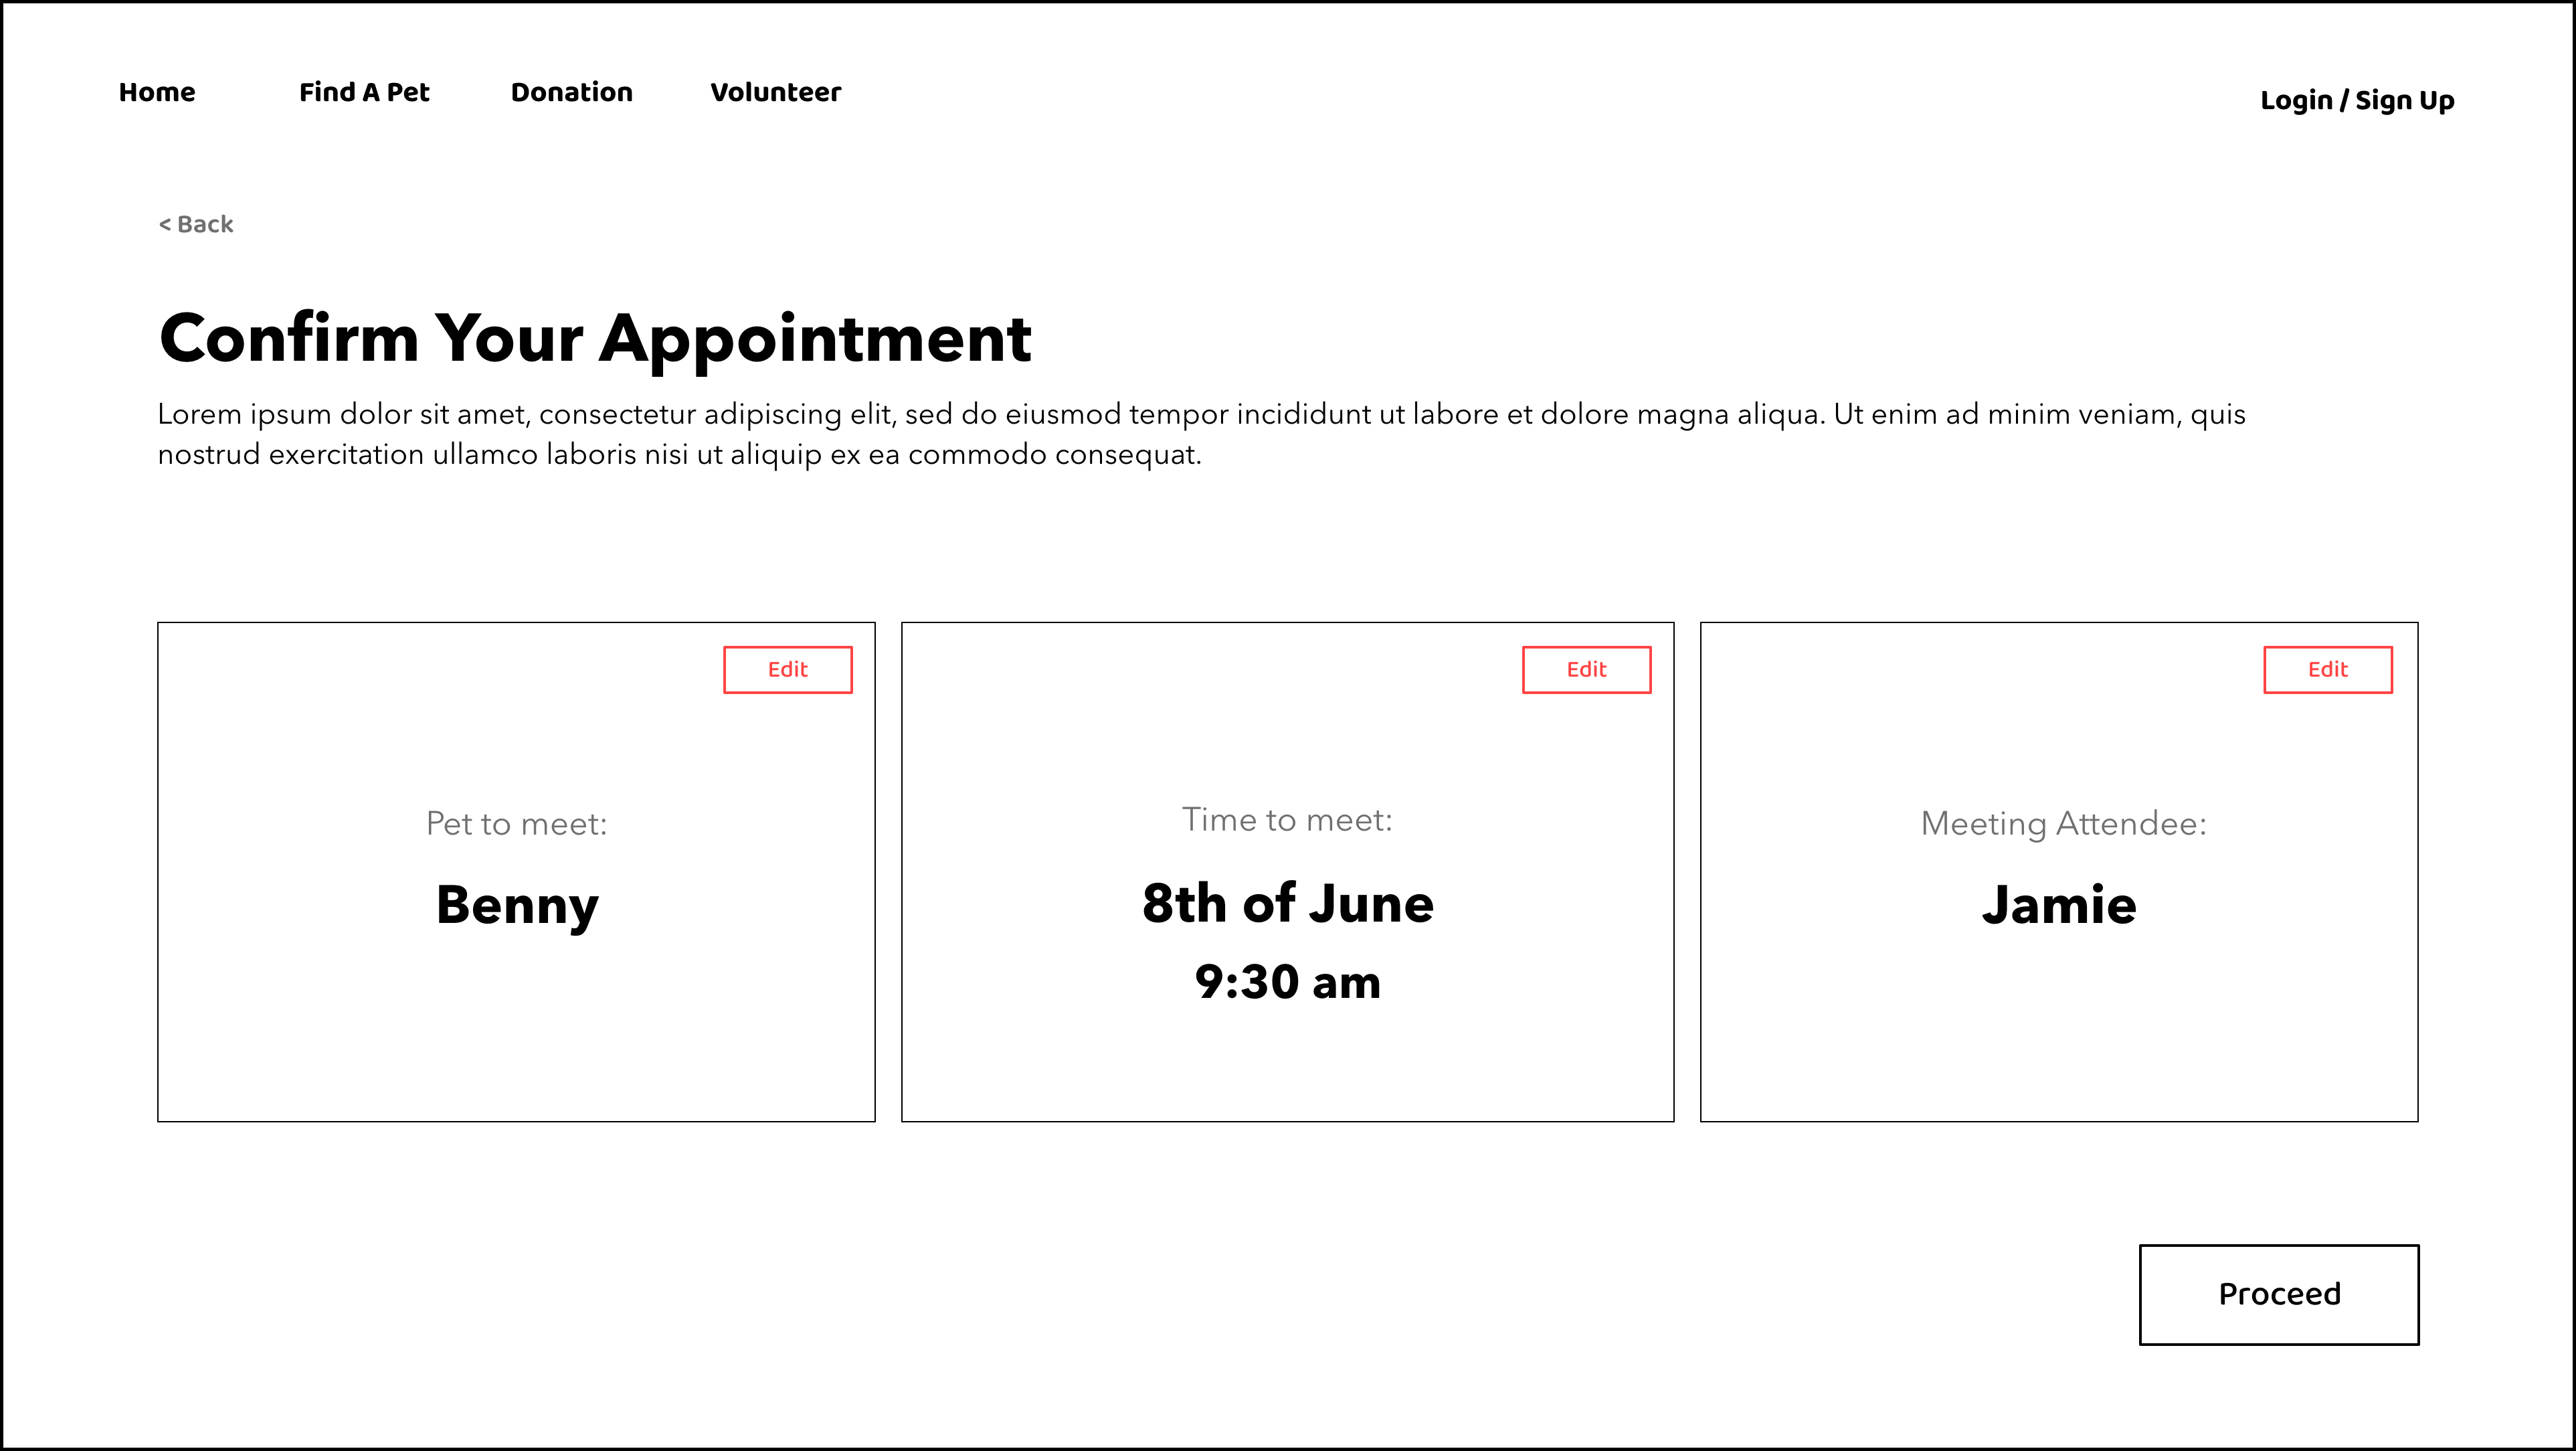 Home Find A Pet Donation Volunteer Login / Sign Up
< Back
Confirm Your Appointment
Lorem ipsum dolor sit amet, consectetur adipiscing elit, sed do eiusmod tempor incididunt ut labore et dolore magna aliqua. Ut enim ad minim veniam, quis
nostrud exercitation ullamco laboris nisi ut aliquip ex ea commodo consequat.
Edit
Pet to meet:
Benny
Edit
Time to meet:
8th of June
9:30 am
Edit
Meeting Attendee:
Jamie
Proceed